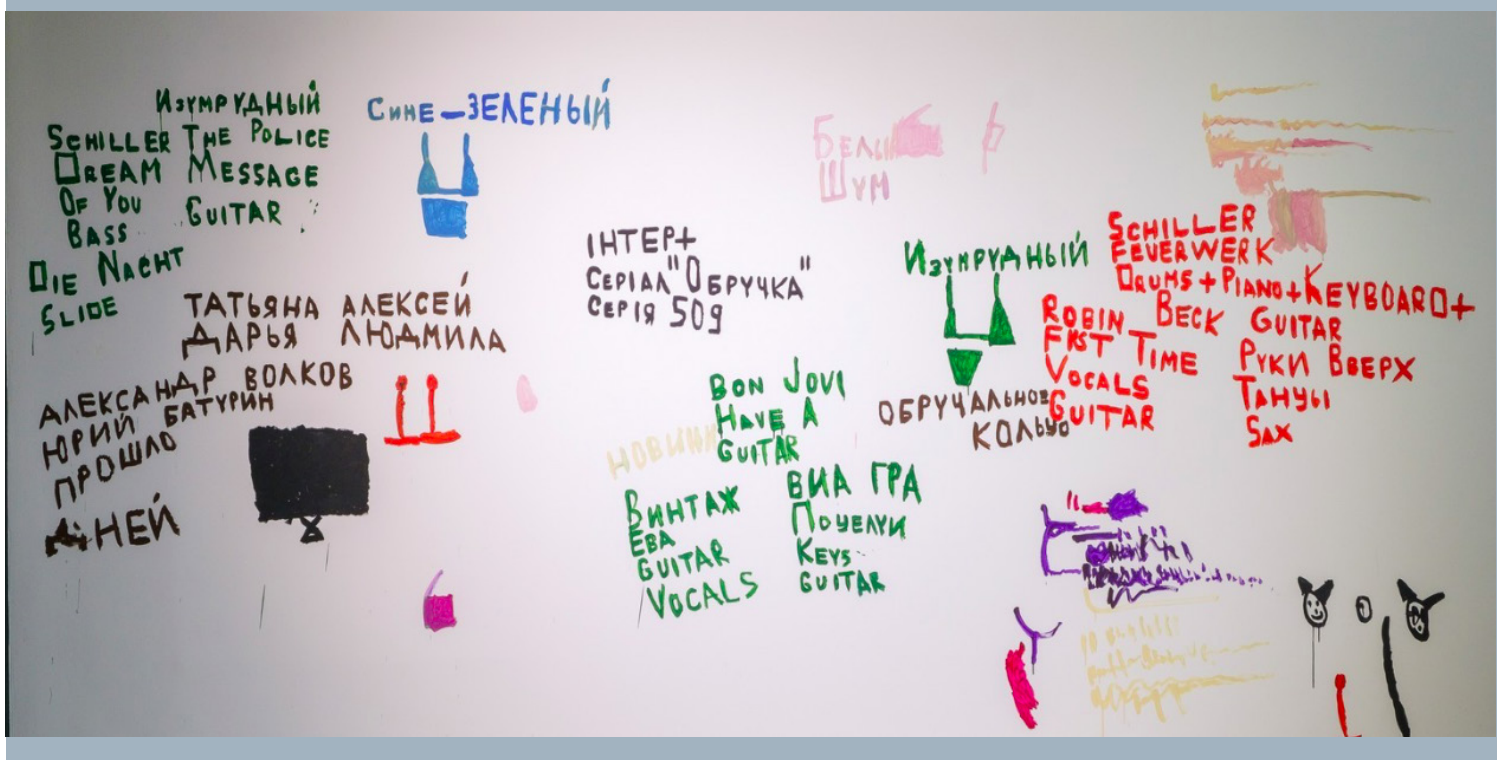 Изумрудный
SCHILLER THE POLICE
DREAM MESSAGE
OF YOU GUITAR
BASS
DIE NACHT
SLIDE
Сине-ЗЕЛЕНЫЙ
ТАТЬЯНА АЛЕКСЕЙ
ДАРЬЯ ЛЮДМИЛА
АЛЕКСАНДР ВОЛКОВ
ЮРИЙ БАТУРИН
ПРОШЛО
ДНЕЙ
ІНТЕР+
СЕРІАЛ "ОБРУЧКА"
СЕРІЯ 509
БЕЛЫ
ШУМ
BON JOVI
HAVE A
GUITAR
НОВИНИ
ВИНТАЖ
ЕВА
GUITAR
VOCALS
ВИА ГРА
ПОЦЕЛУИ
KEYS
GUITAR
Изумрудный
ОБРУЧАЛЬНОЕ
КОЛЬЦО
SCHILLER
FEUERWERK
DRUMS+PIANO+KEYBOARD+
GUITAR
ROBIN BECK
FIRST TIME
VOCALS
GUITAR
РУКИ ВВЕРХ
ТАНЦЫ
SAX